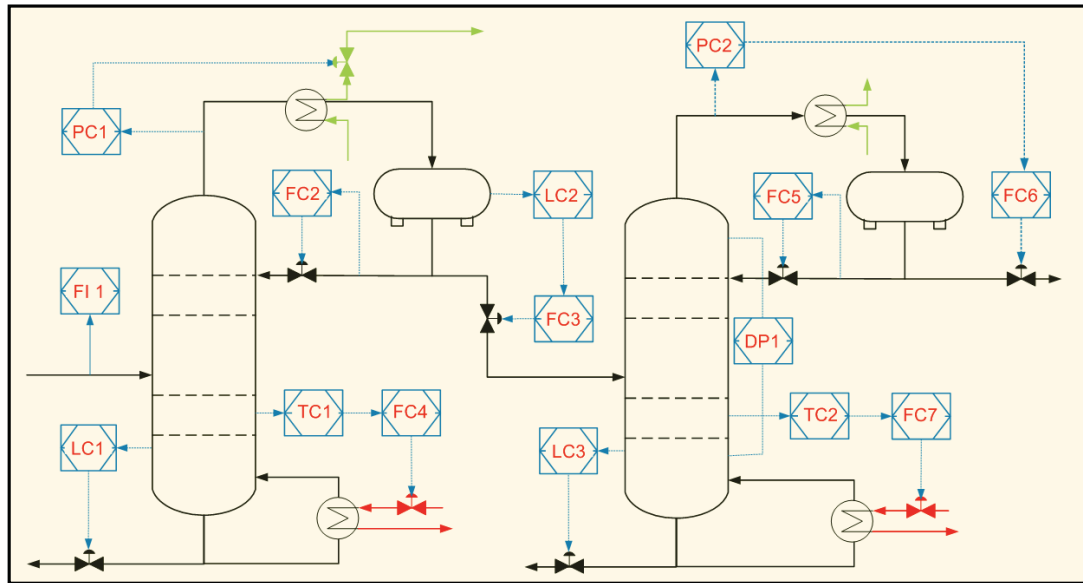 PC2
PC1
FC2
LC2
FC5
FC6
FI 1
FC3
DP1
TC1
FC4
TC2
FC7
LC1
LC3